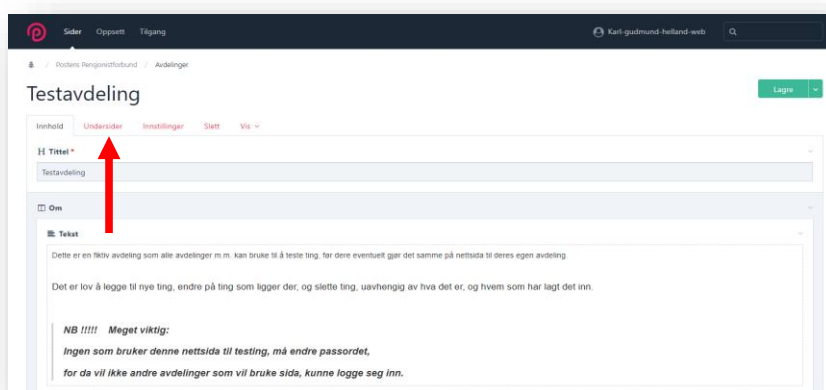 Sider Oppsett Tilgang Karl-gudmund-helland-web
/ Postens Pensjonistforbund / Avdelinger
Testavdeling
Lagre
Innhold Undersider Innstillinger Slett Vis
Tittel *
Testavdeling
Om
Tekst
Dette er en fiktiv avdeling som alle avdelinger m.m. kan bruke til å teste ting, før dere eventuelt gjør det samme på nettsida til deres egen avdeling.
Det er lov å legge til nye ting, endre på ting som ligger der, og slette ting, uavhengig av hva det er, og hvem som har lagt det inn.
NB !!!!! Meget viktig:
Ingen som bruker denne nettsida til testing, må endre passordet,
for da vil ikke andre avdelinger som vil bruke sida, kunne logge seg inn.